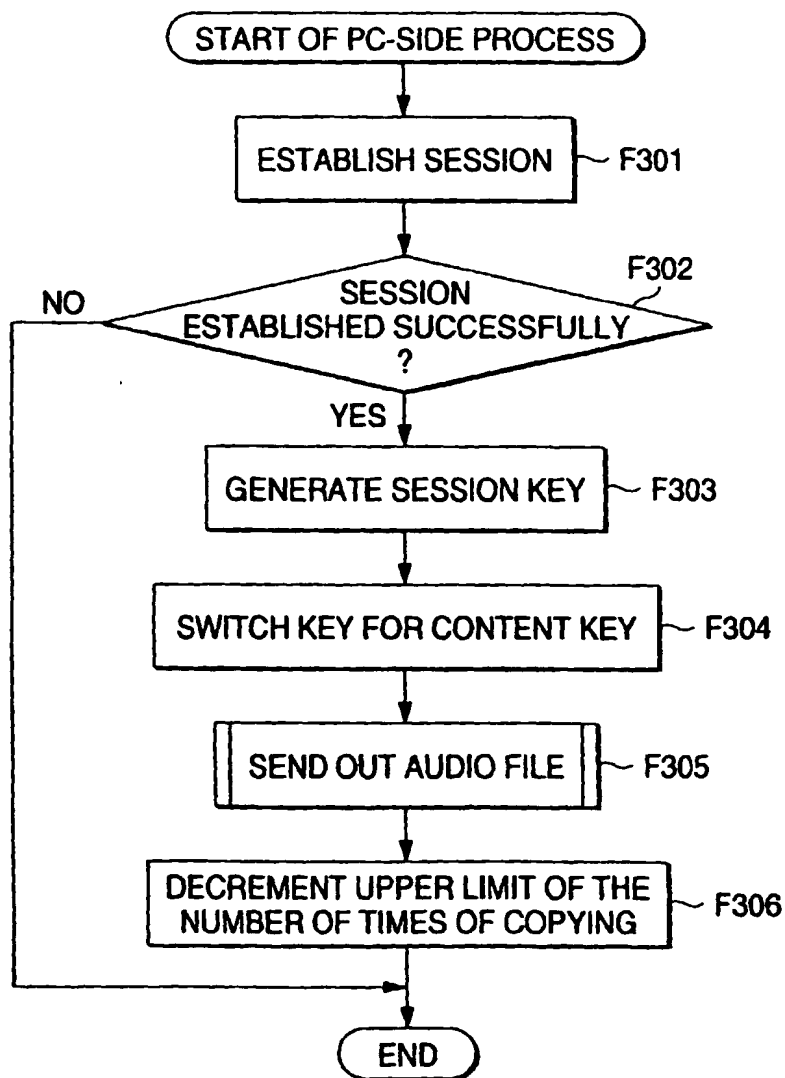 START OF PC-SIDE PROCESS
ESTABLISH SESSION
F301
F302
NO
SESSION
ESTABLISHED SUCCESSFULLY
?
YES
GENERATE SESSION KEY
F303
SWITCH KEY FOR CONTENT KEY
F304
SEND OUT AUDIO FILE
F305
DECREMENT UPPER LIMIT OF THE
NUMBER OF TIMES OF COPYING
F306
END